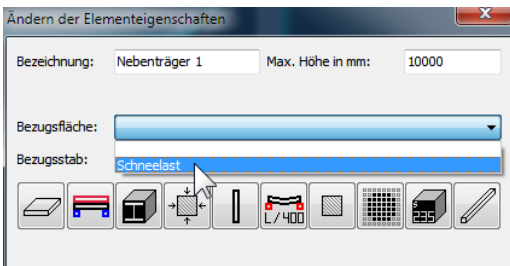 Ändern der Elementeigenschaften
Bezeichnung: Nebenträger 1 Max. Höhe in mm: 10000
Bezugsfläche:
Bezugsstab: Schneelast
L/400 S 235